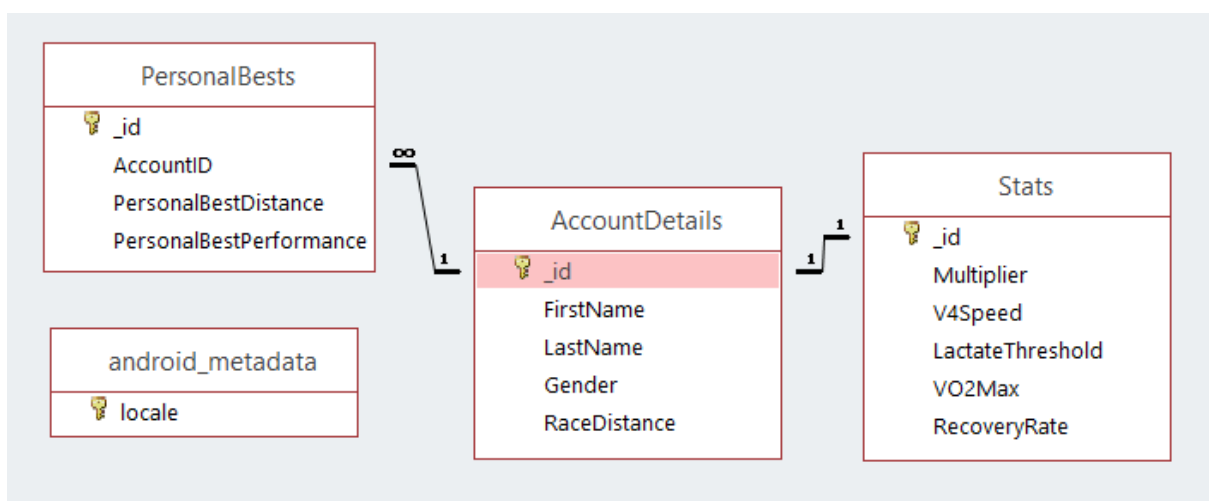 PersonalBests
_id
AccountID
PersonalBestDistance
PersonalBestPerformance
∞
1
AccountDetails
_id
FirstName
LastName
Gender
RaceDistance
1
1
Stats
_id
Multiplier
V4Speed
LactateThreshold
VO2Max
RecoveryRate
android_metadata
locale